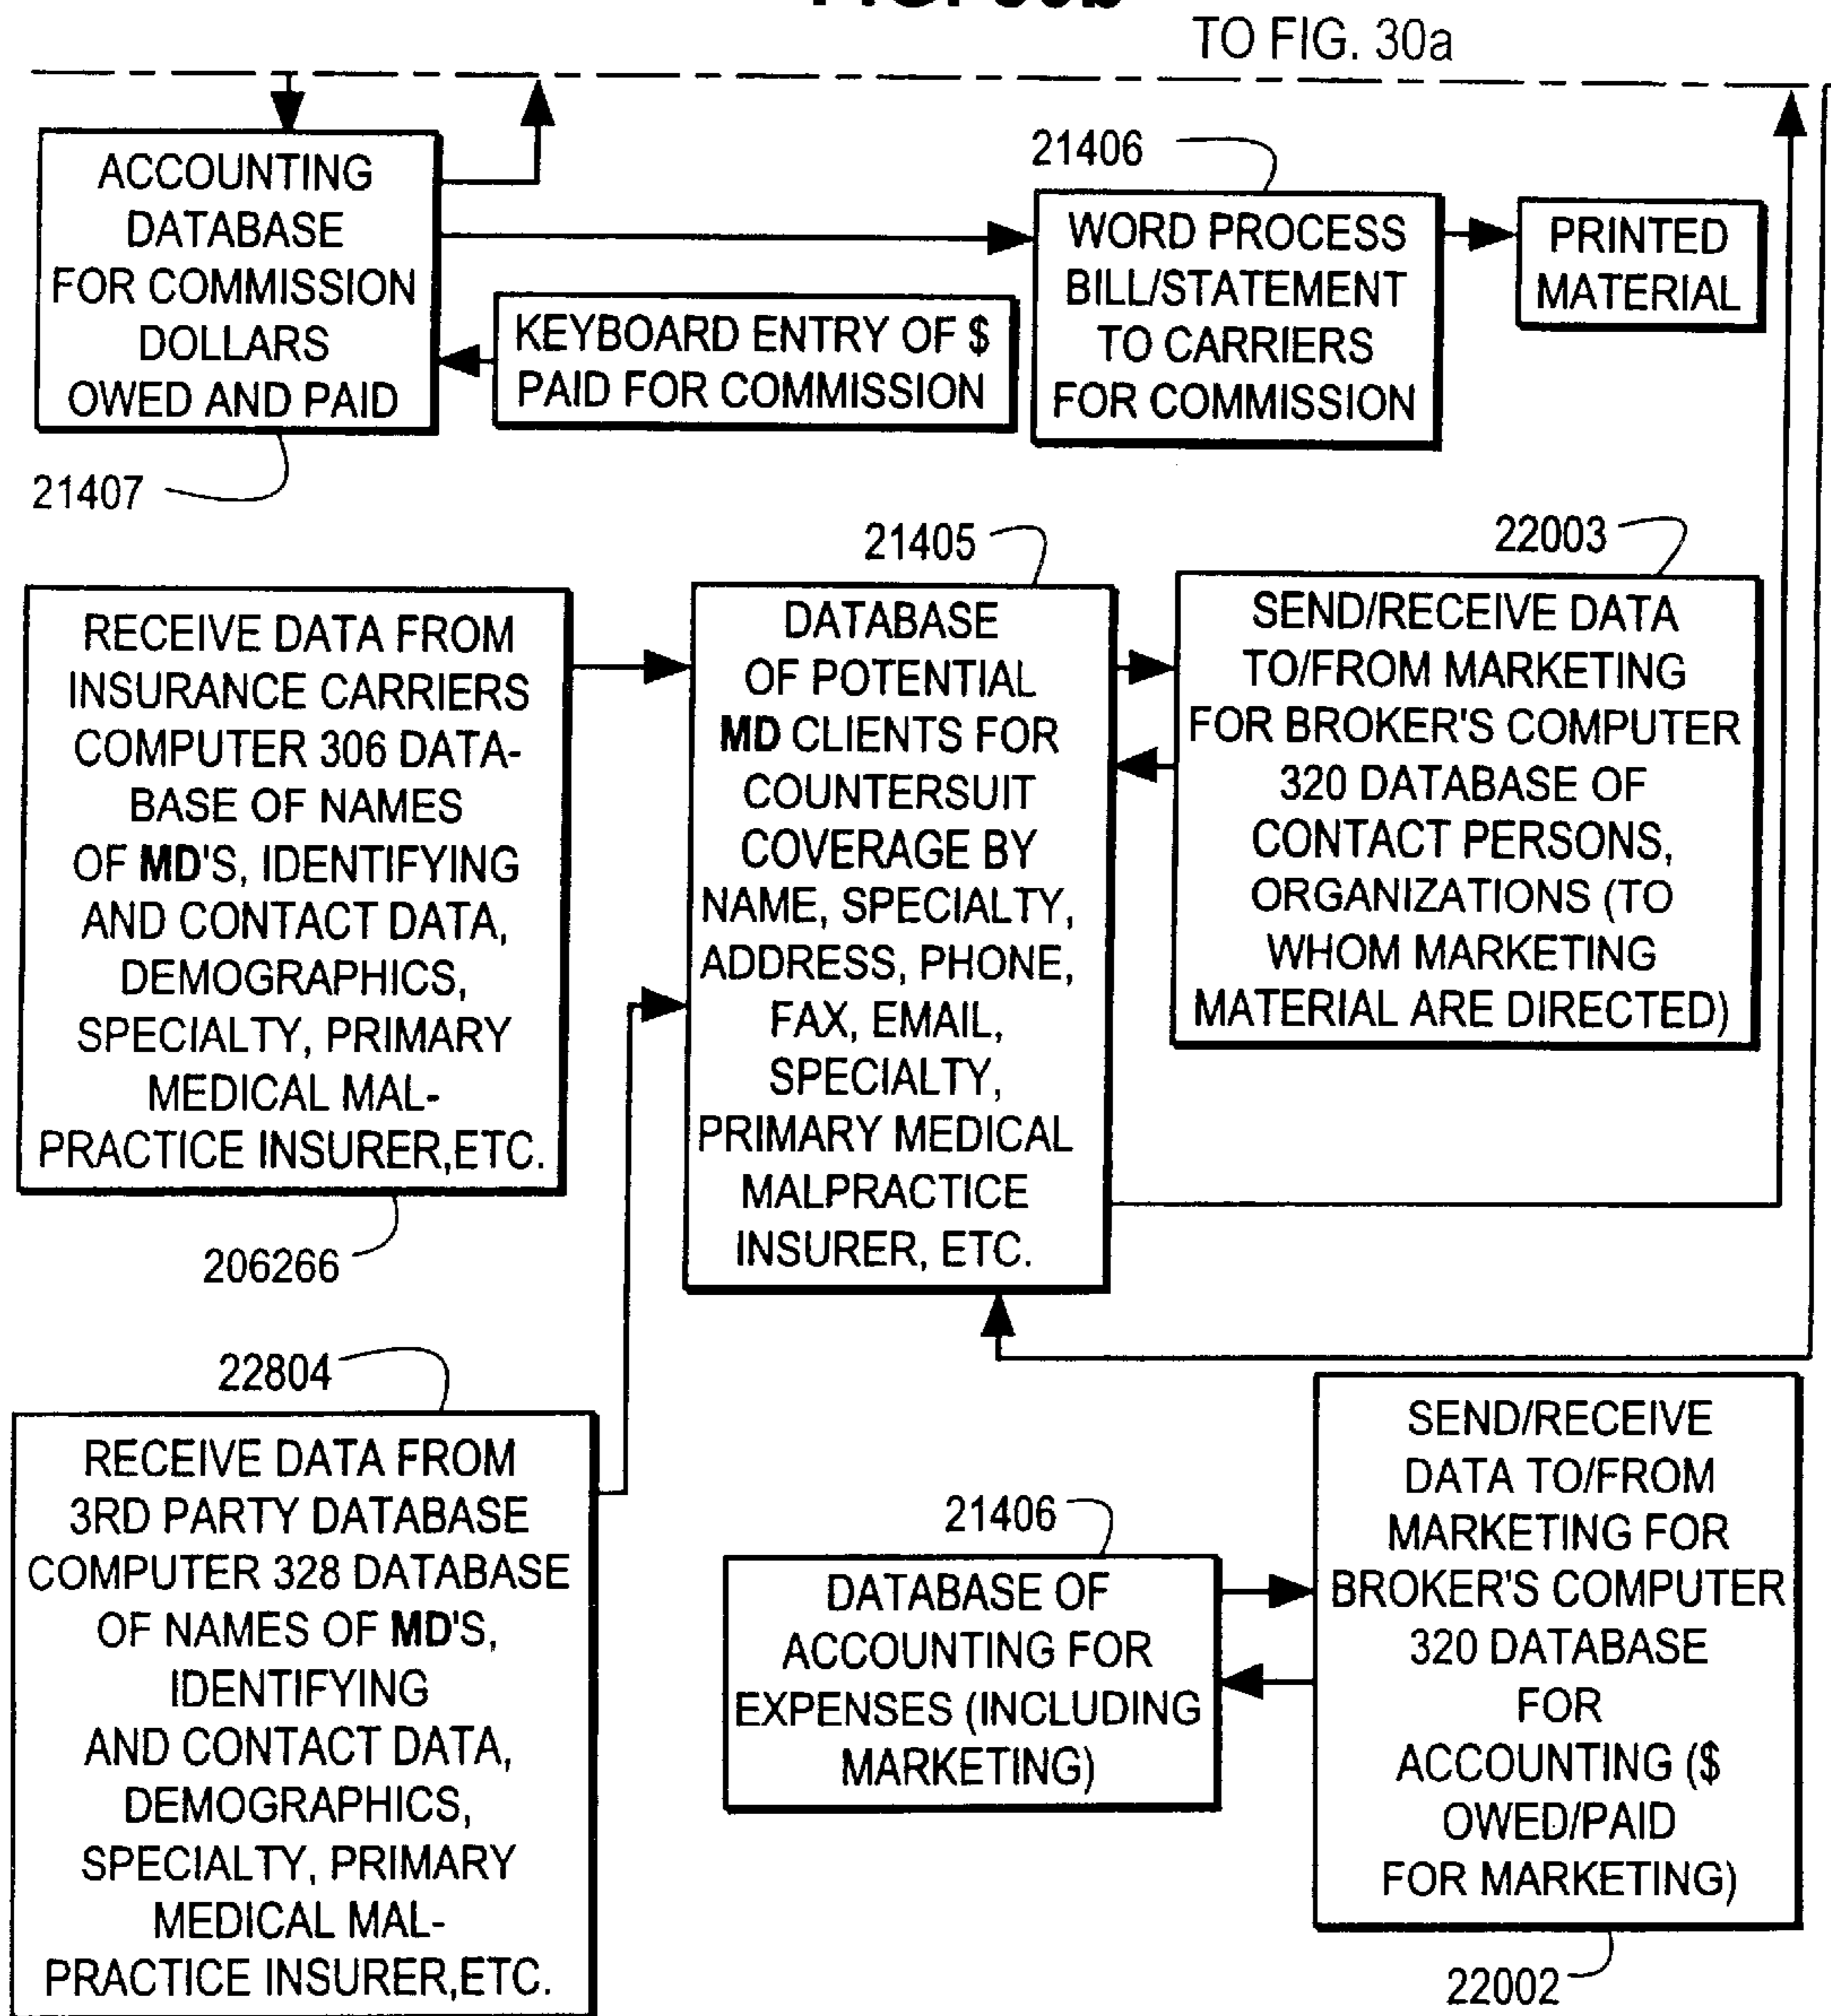 TO FIG. 30a
ACCOUNTING
DATABASE
FOR COMMISSION
DOLLARS
OWED AND PAID
21407
KEYBOARD ENTRY OF $
PAID FOR COMMISSION
21406
WORD PROCESS
BILL/STATEMENT
TO CARRIERS
FOR COMMISSION
PRINTED
MATERIAL
RECEIVE DATA FROM
INSURANCE CARRIERS
COMPUTER 306 DATA-
BASE OF NAMES
OF MD'S, IDENTIFYING
AND CONTACT DATA,
DEMOGRAPHICS,
SPECIALTY, PRIMARY
MEDICAL MAL-
PRACTICE INSURER,ETC.
206266
21405
DATABASE
OF POTENTIAL
MD CLIENTS FOR
COUNTERSUIT
COVERAGE BY
NAME, SPECIALTY,
ADDRESS, PHONE,
FAX, EMAIL,
SPECIALTY,
PRIMARY MEDICAL
MALPRACTICE
INSURER, ETC.
22003
SEND/RECEIVE DATA
TO/FROM MARKETING
FOR BROKER'S COMPUTER
320 DATABASE OF
CONTACT PERSONS,
ORGANIZATIONS (TO
WHOM MARKETING
MATERIAL ARE DIRECTED)
22804
RECEIVE DATA FROM
3RD PARTY DATABASE
COMPUTER 328 DATABASE
OF NAMES OF MD'S,
IDENTIFYING
AND CONTACT DATA,
DEMOGRAPHICS,
SPECIALTY, PRIMARY
MEDICAL MAL-
PRACTICE INSURER,ETC.
21406
DATABASE OF
ACCOUNTING FOR
EXPENSES (INCLUDING
MARKETING)
SEND/RECEIVE
DATA TO/FROM
MARKETING FOR
BROKER'S COMPUTER
320 DATABASE
FOR
ACCOUNTING ($
OWED/PAID
FOR MARKETING)
22002